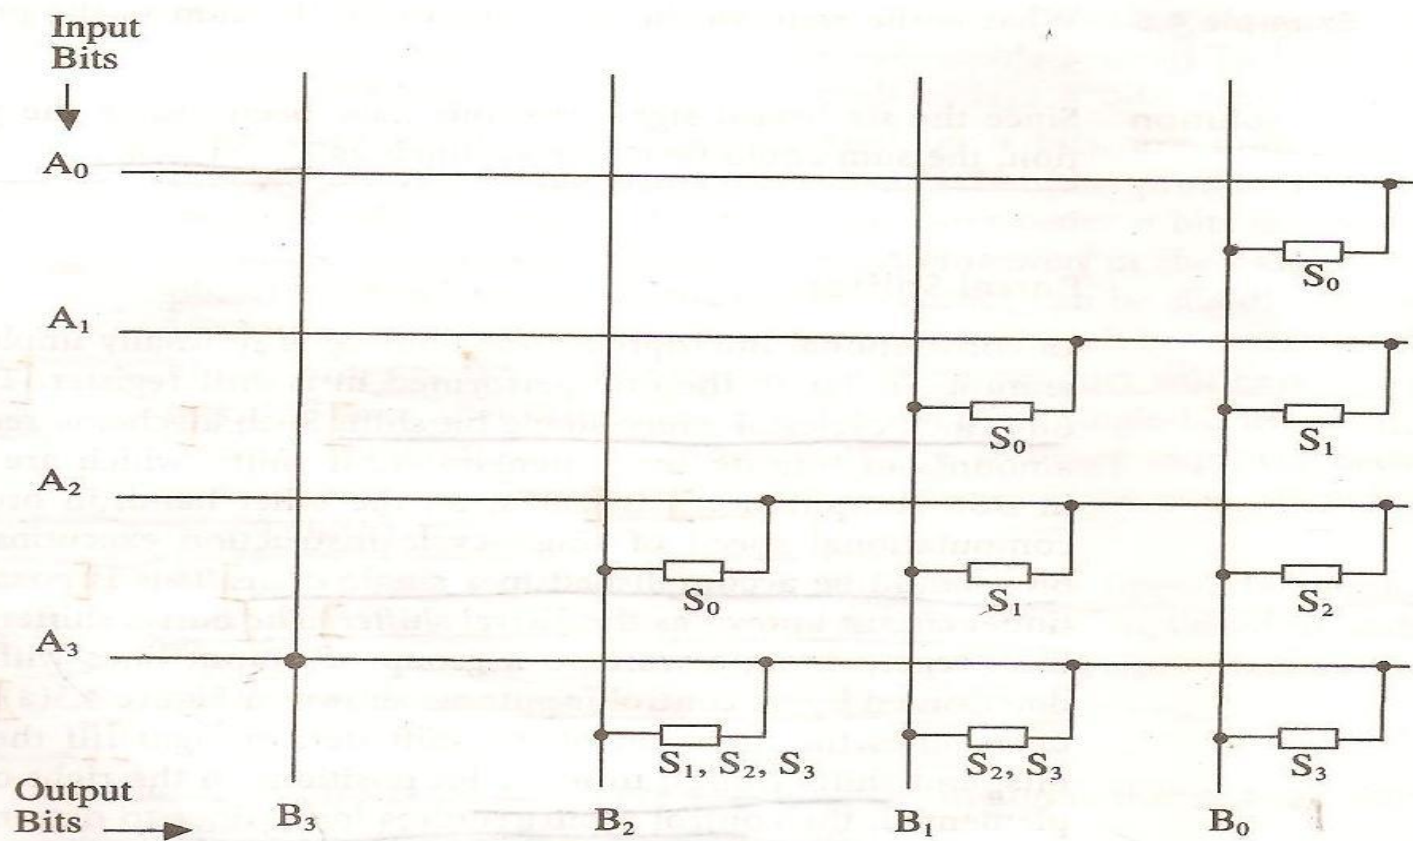 Input
Bits
A₀
S₀
A₁
S₀ S₁
A₂
S₀ S₁ S₂
A₃
S₁, S₂, S₃ S₂, S₃ S₃
Output
Bits
B₃ B₂ B₁ B₀